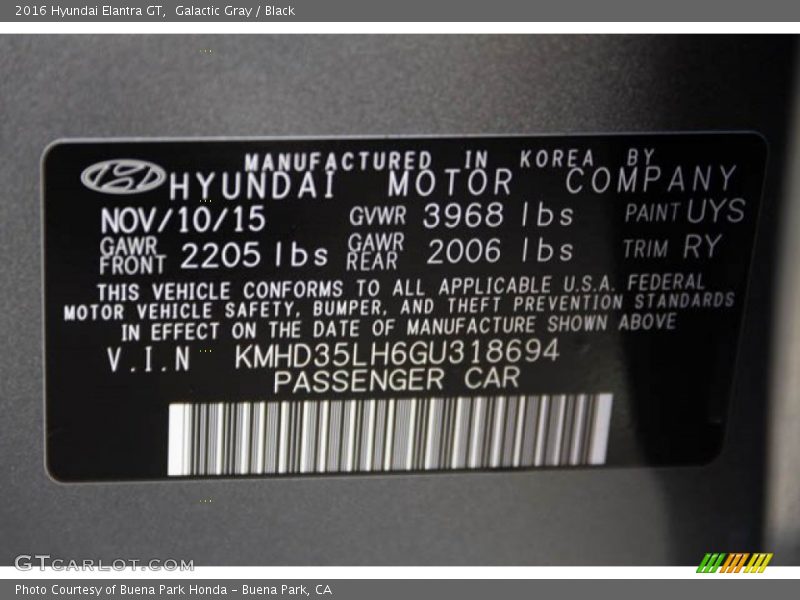 2016 Hyundai Elantra GT, Galactic Gray / Black
MANUFACTURED IN KOREA BY
HYUNDAI MOTOR COMPANY
NOV/10/15 GVWR 3968 lbs PAINT UYS
GAWR FRONT 2205 lbs GAWR REAR 2006 lbs TRIM RY
THIS VEHICLE CONFORMS TO ALL APPLICABLE U.S.A. FEDERAL
MOTOR VEHICLE SAFETY, BUMPER, AND THEFT PREVENTION STANDARDS
IN EFFECT ON THE DATE OF MANUFACTURE SHOWN ABOVE
V.I.N KMHD35LH6GU318694
PASSENGER CAR
GTCARLOT.COM
Photo Courtesy of Buena Park Honda - Buena Park, CA